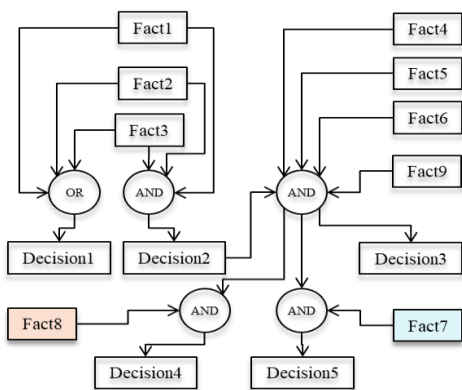 Fact1
Fact4
Fact2
Fact5
Fact3
Fact6
Fact9
OR
AND
AND
Decision1
Decision2
Decision3
Fact8
AND
AND
Fact7
Decision4
Decision5